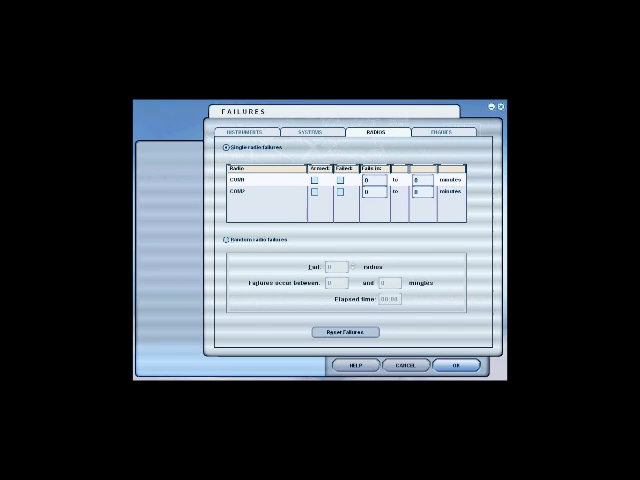 FAILURES
INSTRUMENTS SYSTEMS RADIOS ENGINES
Single radio failures
Radio Armed: Failed: Fails in:
COM1 0 to 0 minutes
COM2 0 to 0 minutes
Random radio failures
Fail: 0 radios
Failures occur between: 0 and 0 minutes
Elapsed time: 00:00
Reset Failures
HELP CANCEL OK